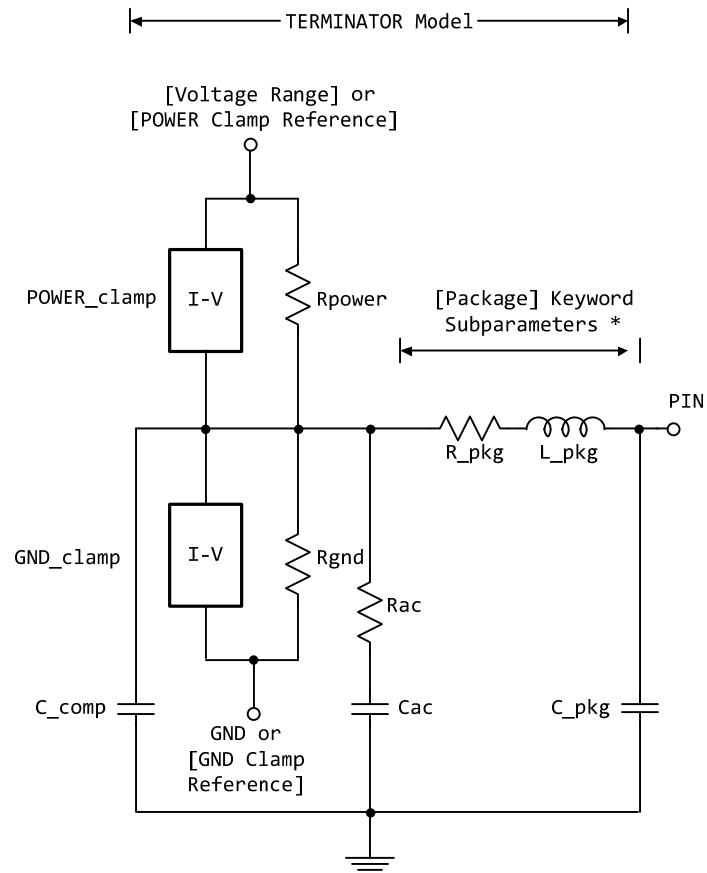 TERMINATOR Model
[Voltage Range] or
[POWER Clamp Reference]
POWER_clamp
I-V
Rpower
[Package] Keyword
Subparameters *
PIN
R_pkg
L_pkg
GND_clamp
I-V
Rgnd
Rac
C_comp
Cac
C_pkg
GND or
[GND Clamp
Reference]